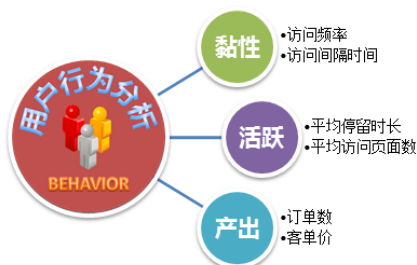 用户行为分析
BEHAVIOR
黏性
•访问频率
•访问间隔时间
活跃
•平均停留时长
•平均访问页面数
产出
•订单数
•客单价